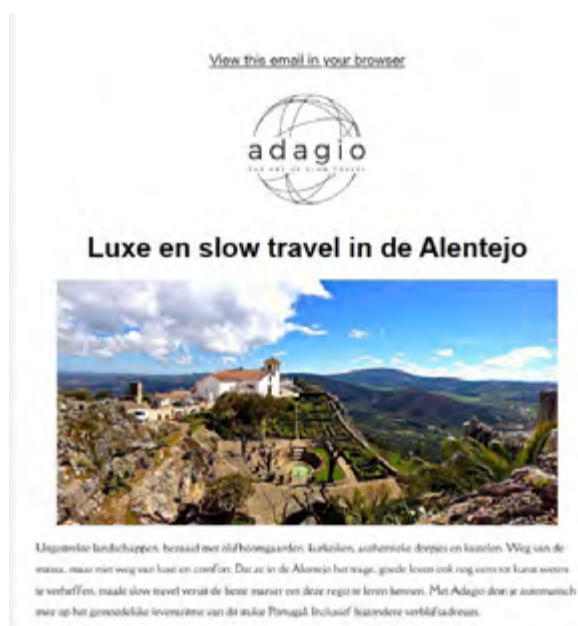 View this email in your browser
adagio
THE ART OF SLOW TRAVEL
Luxe en slow travel in de Alentejo
Uitgestrekte landschappen, bezaaid met olijfboomgaarden, kurkeiken, authentieke dorpjes en kastelen. Weg van de
massa, maar niet weg van luxe en comfort. Dat ze in de Alentejo het trage, goede leven ook nog eens tot kunst weten
te verheffen, maakt slow travel veruit de beste manier om deze regio te leren kennen. Met Adagio dein je automatisch
mee op het gemoedelijke levensritme van dit stukje Portugal. Inclusief bijzondere verblijfsadressen.